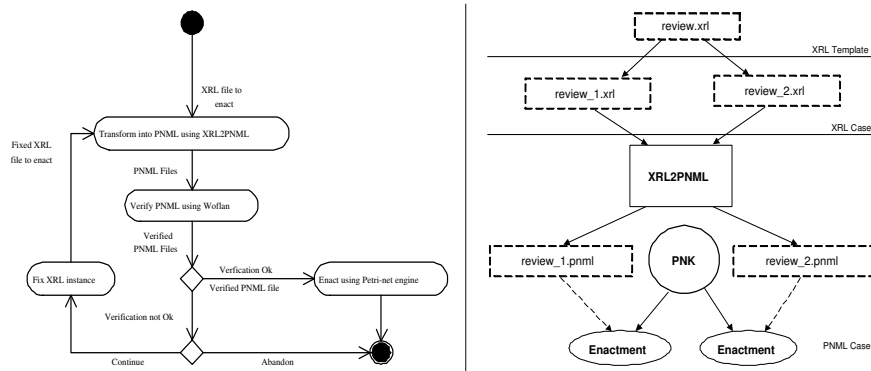 XRL file to
enact
Transform into PNML using XRL2PNML
Fixed XRL
file to enact
PNML Files
Verify PNML using Woflan
Verified
PNML Files
Verfication Ok
Verified PNML file
Fix XRL instance
Enact using Petri-net engine
Verification not Ok
Continue
Abandon
review.xrl
XRL Template
review_1.xrl
review_2.xrl
XRL Case
XRL2PNML
review_1.pnml
PNK
review_2.pnml
Enactment
Enactment
PNML Case